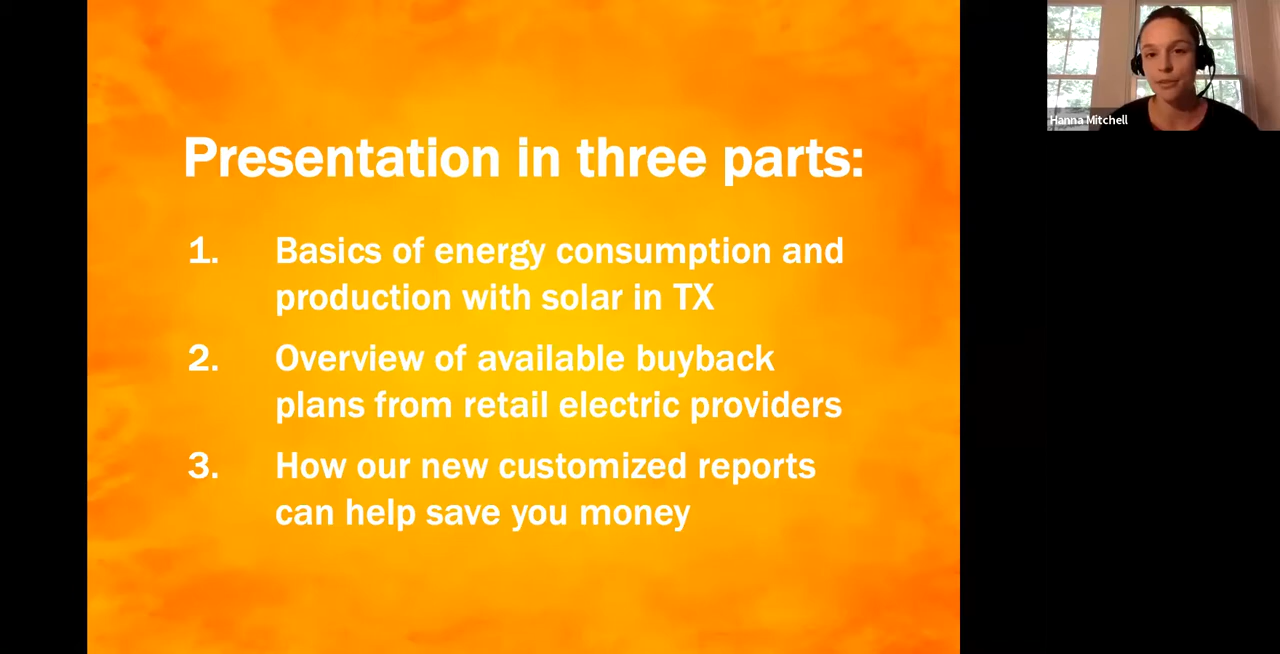 Presentation in three parts:
1. Basics of energy consumption and
production with solar in TX
2. Overview of available buyback
plans from retail electric providers
3. How our new customized reports
can help save you money
Hanna Mitchell